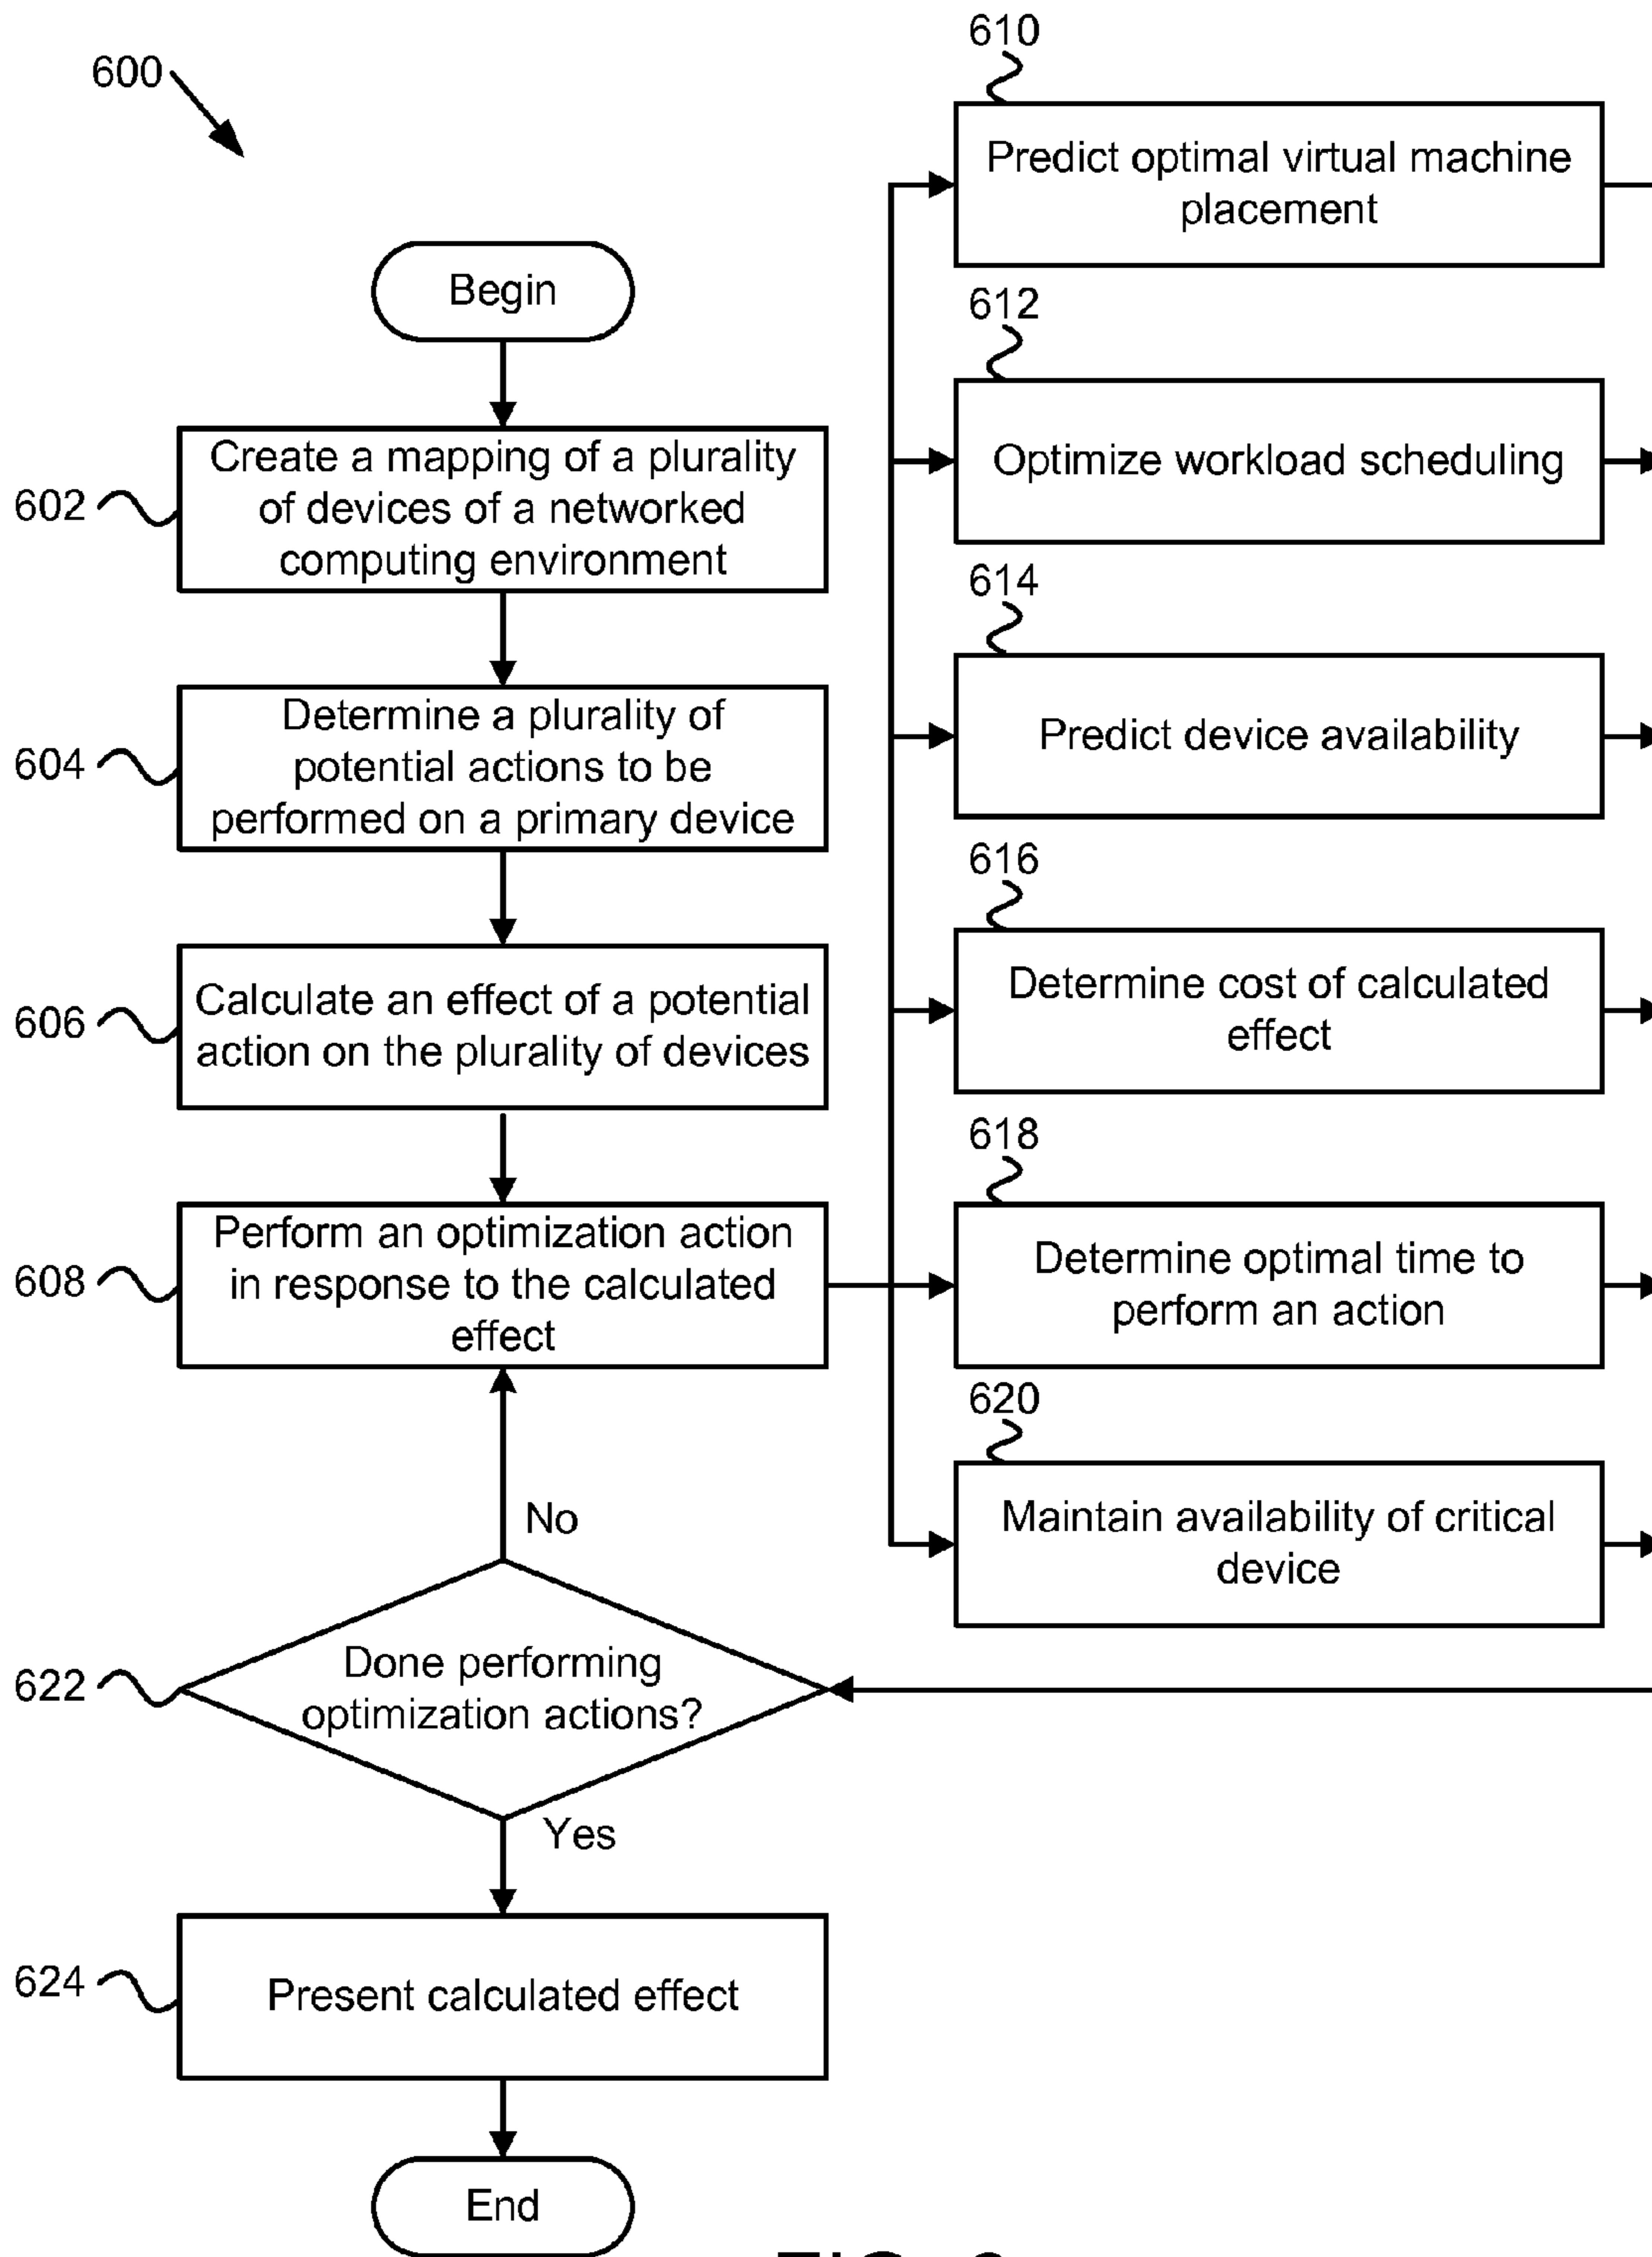 600
Begin
602
Create a mapping of a plurality
of devices of a networked
computing environment
604
Determine a plurality of
potential actions to be
performed on a primary device
606
Calculate an effect of a potential
action on the plurality of devices
608
Perform an optimization action
in response to the calculated
effect
610
Predict optimal virtual machine
placement
612
Optimize workload scheduling
614
Predict device availability
616
Determine cost of calculated
effect
618
Determine optimal time to
perform an action
620
Maintain availability of critical
device
No
622
Done performing
optimization actions?
Yes
624
Present calculated effect
End